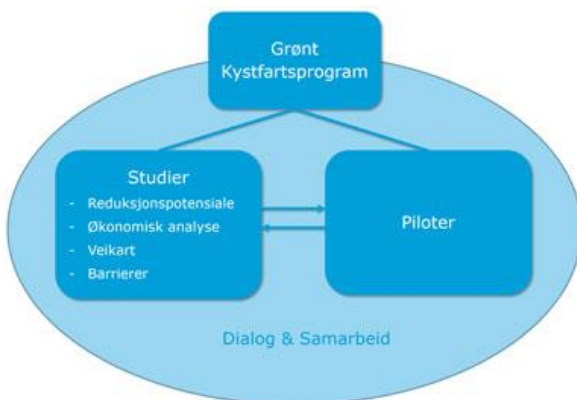 Grønt
Kystfartsprogram
Studier
- Reduksjonspotensiale
- Økonomisk analyse
- Veikart
- Barrierer
Piloter
Dialog & Samarbeid